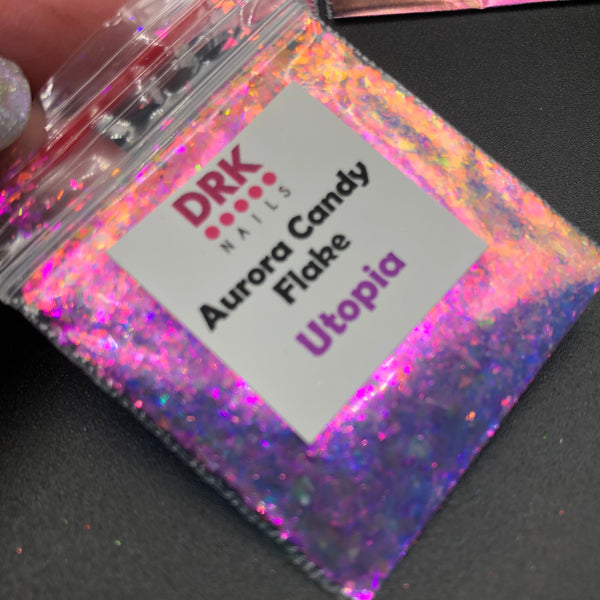 DRK
NAILS
Aurora Candy
Flake
Utopia